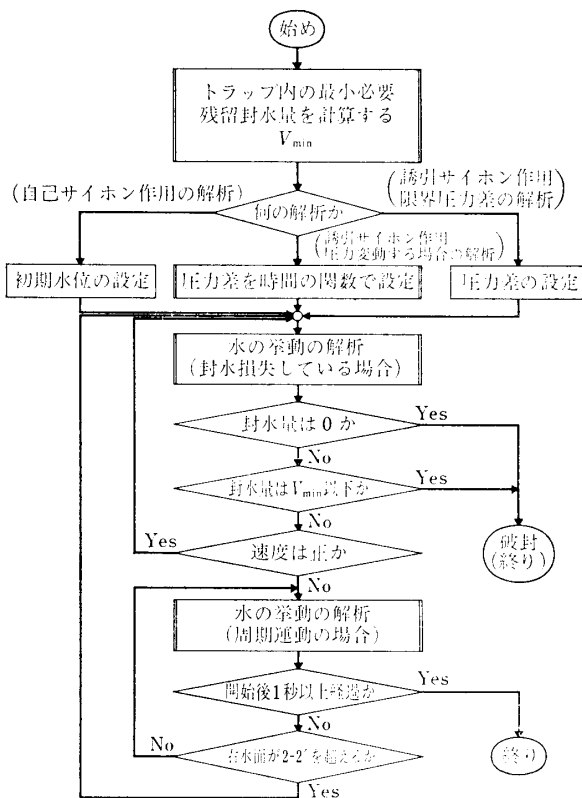 始め
トラップ内の最小必要
残留封水量を計算する
Vmin
(自己サイホン作用の解析)
(誘引サイホン作用
限界圧力差の解析)
何の解析か
(誘引サイホン作用
圧力変動する場合の解析)
初期水位の設定
圧力差を時間の関数で設定
圧力差の設定
水の挙動の解析
(封水損失している場合)
封水量は0か
Yes
No
封水量はVmin以下か
Yes
No
破封
(終り)
Yes
速度は正か
No
水の挙動の解析
(周期運動の場合)
開始後1秒以上経過か
Yes
No
終り
No
右水面が2-2′を超えるか
Yes